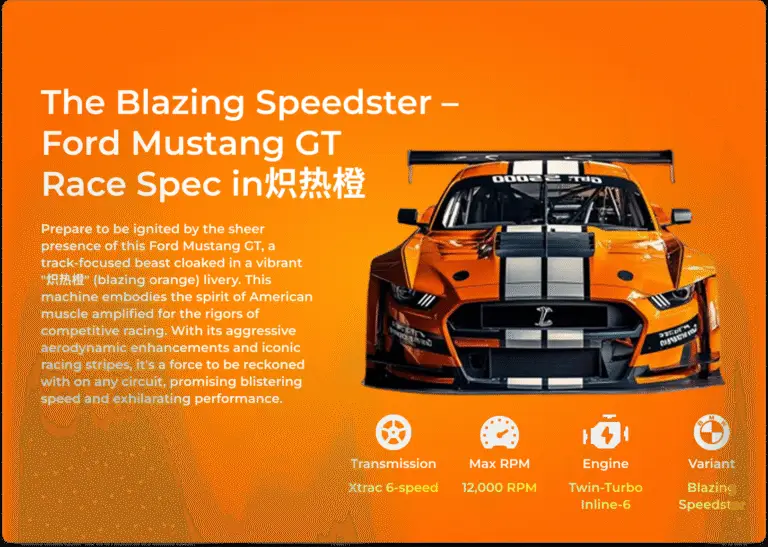 The Blazing Speedster –
Ford Mustang GT
Race Spec in炽热橙
Prepare to be ignited by the sheer
presence of this Ford Mustang GT, a
track-focused beast cloaked in a vibrant
"炽热橙" (blazing orange) livery. This
machine embodies the spirit of American
muscle amplified for the rigors of
competitive racing. With its aggressive
aerodynamic enhancements and iconic
racing stripes, it's a force to be reckoned
with on any circuit, promising blistering
speed and exhilarating performance.
Transmission
Xtrac 6-speed
Max RPM
12,000 RPM
Engine
Twin-Turbo
Inline-6
Variant
Blazing
Speedster